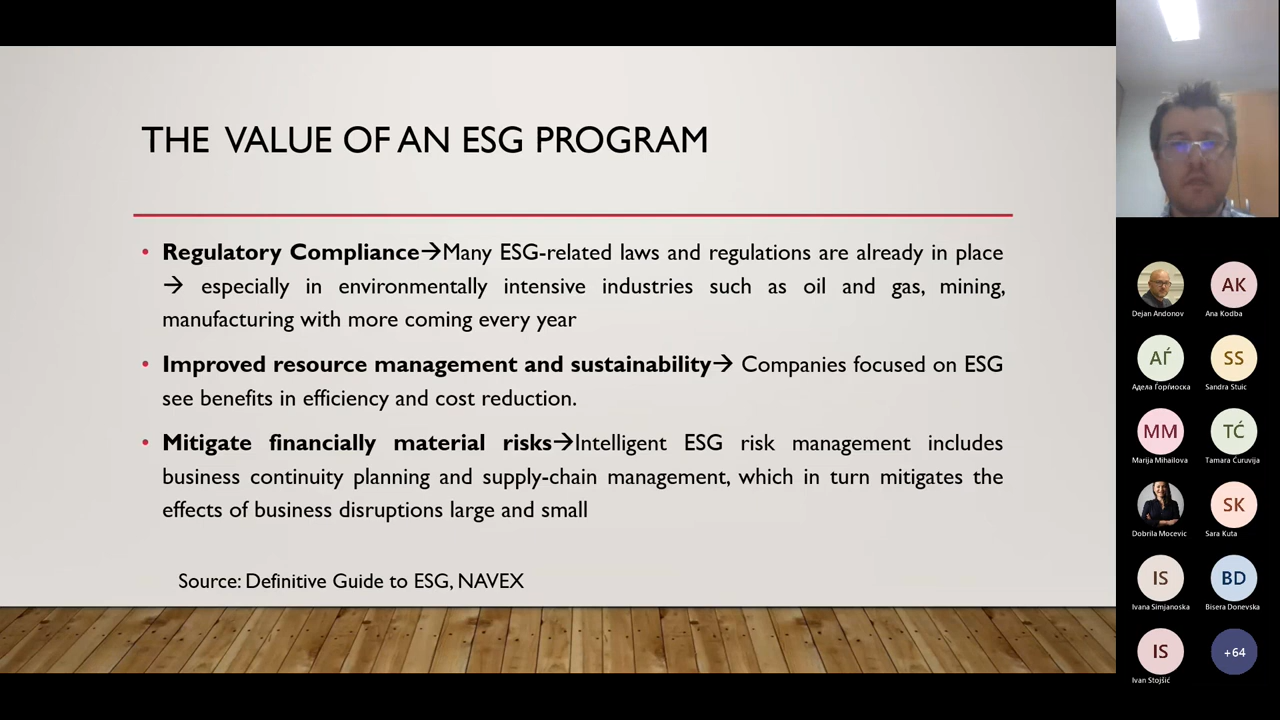 THE VALUE OF AN ESG PROGRAM
• Regulatory Compliance→Many ESG-related laws and regulations are already in place
→ especially in environmentally intensive industries such as oil and gas, mining,
manufacturing with more coming every year
• Improved resource management and sustainability→ Companies focused on ESG
see benefits in efficiency and cost reduction.
• Mitigate financially material risks→Intelligent ESG risk management includes
business continuity planning and supply-chain management, which in turn mitigates the
effects of business disruptions large and small
Source: Definitive Guide to ESG, NAVEX
AK
Dejan Andonov
Ana Kodba
АЃ
SS
Адела Ѓорѓиоска
Sandra Stuic
MM
TĆ
Marija Mihailova
Tamara Ćuruvija
SK
Dobrila Mocevic
Sara Kuta
IS
BD
Ivana Simjanoska
Bisera Donevska
IS
+64
Ivan Stojšić